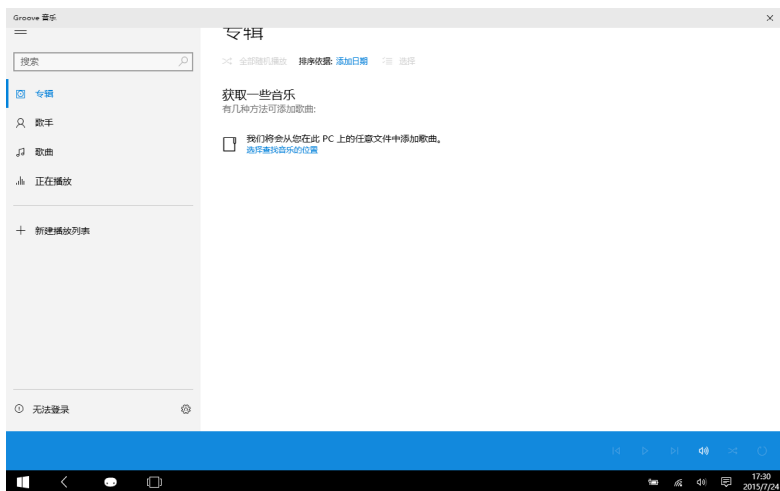 Groove 音乐
专辑
搜索
全部随机播放 排序依据: 添加日期 选择
专辑
歌手
歌曲
正在播放
新建播放列表
获取一些音乐
有几种方法可添加歌曲:
我们将会从您在此 PC 上的任意文件中添加歌曲。
选择查找音乐的位置
无法登录
17:30
2015/7/24